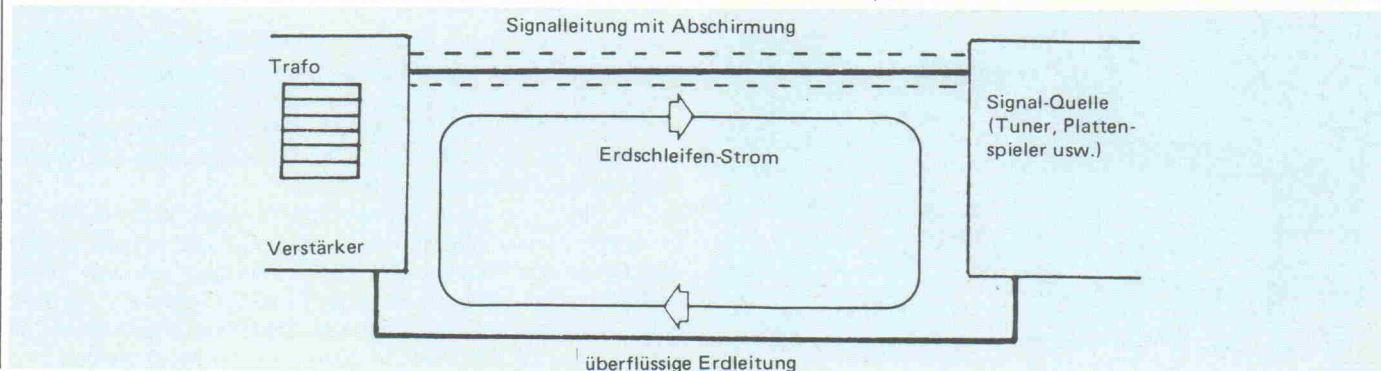 Signalleitung mit Abschirmung
Trafo
Signal-Quelle
(Tuner, Platten-
spieler usw.)
Erdschleifen-Strom
Verstärker
überflüssige Erdleitung